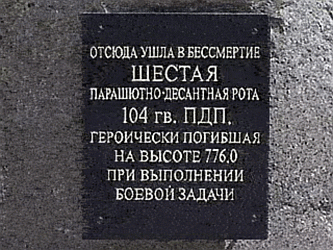 ОТСЮДА УШЛА В БЕССМЕРТИЕ
ШЕСТАЯ
ПАРАШЮТНО-ДЕСАНТНАЯ РОТА
104 гв. ПДП,
ГЕРОИЧЕСКИ ПОГИБШАЯ
НА ВЫСОТЕ 776,0
ПРИ ВЫПОЛНЕНИИ
БОЕВОЙ ЗАДАЧИ